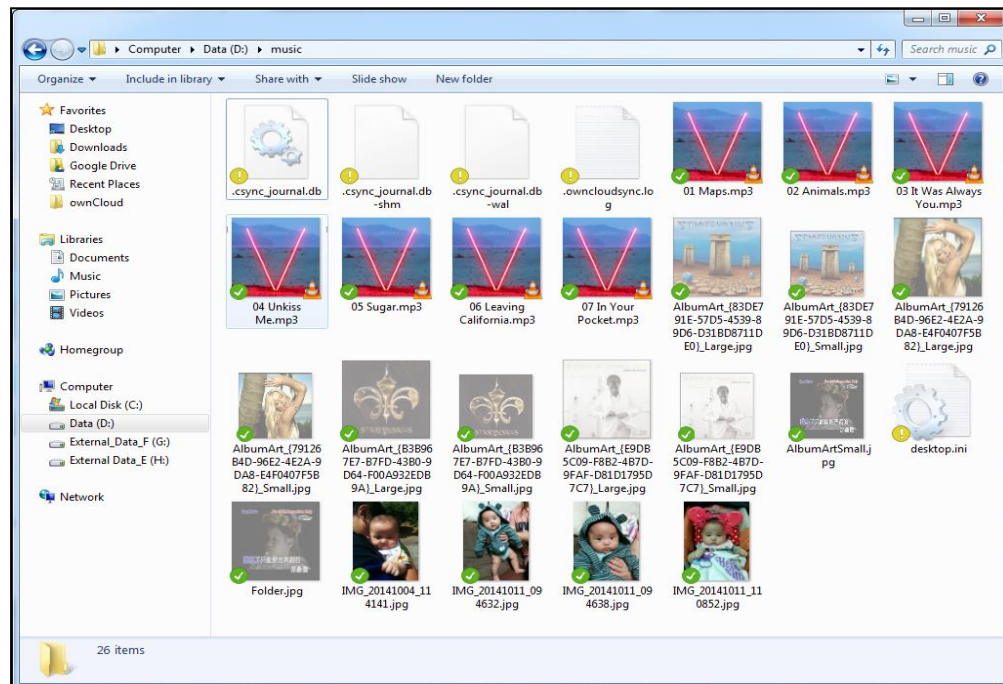 Computer ▸ Data (D:) ▸ music
Search music
Organize
Include in library
Share with
Slide show
New folder
Favorites
Desktop
Downloads
Google Drive
Recent Places
ownCloud
Libraries
Documents
Music
Pictures
Videos
Homegroup
Computer
Local Disk (C:)
Data (D:)
External_Data_F (G:)
External Data_E (H:)
Network
.csync_journal.db
.csync_journal.db
-shm
.csync_journal.db
-wal
.owncloudsync.lo
g
01 Maps.mp3
02 Animals.mp3
03 It Was Always
You.mp3
04 Unkiss
Me.mp3
05 Sugar.mp3
06 Leaving
California.mp3
07 In Your
Pocket.mp3
AlbumArt_{83DE7
91E-57D5-4539-8
9D6-D31BD8711D
E0}_Large.jpg
AlbumArt_{83DE7
91E-57D5-4539-8
9D6-D31BD8711D
E0}_Small.jpg
AlbumArt_{79126
B4D-96E2-4E2A-9
DA8-E4F0407F5B
82}_Large.jpg
AlbumArt_{79126
B4D-96E2-4E2A-9
DA8-E4F0407F5B
82}_Small.jpg
AlbumArt_{B3B96
7E7-B7FD-43B0-9
D64-F00A932EDB
9A}_Large.jpg
AlbumArt_{B3B96
7E7-B7FD-43B0-9
D64-F00A932EDB
9A}_Small.jpg
AlbumArt_{E9DB
5C09-F8B2-4B7D-
9FAF-D81D1795D
7C7}_Large.jpg
AlbumArt_{E9DB
5C09-F8B2-4B7D-
9FAF-D81D1795D
7C7}_Small.jpg
AlbumArtSmall.j
pg
desktop.ini
Folder.jpg
IMG_20141004_11
4141.jpg
IMG_20141011_09
4632.jpg
IMG_20141011_09
4638.jpg
IMG_20141011_11
0852.jpg
26 items